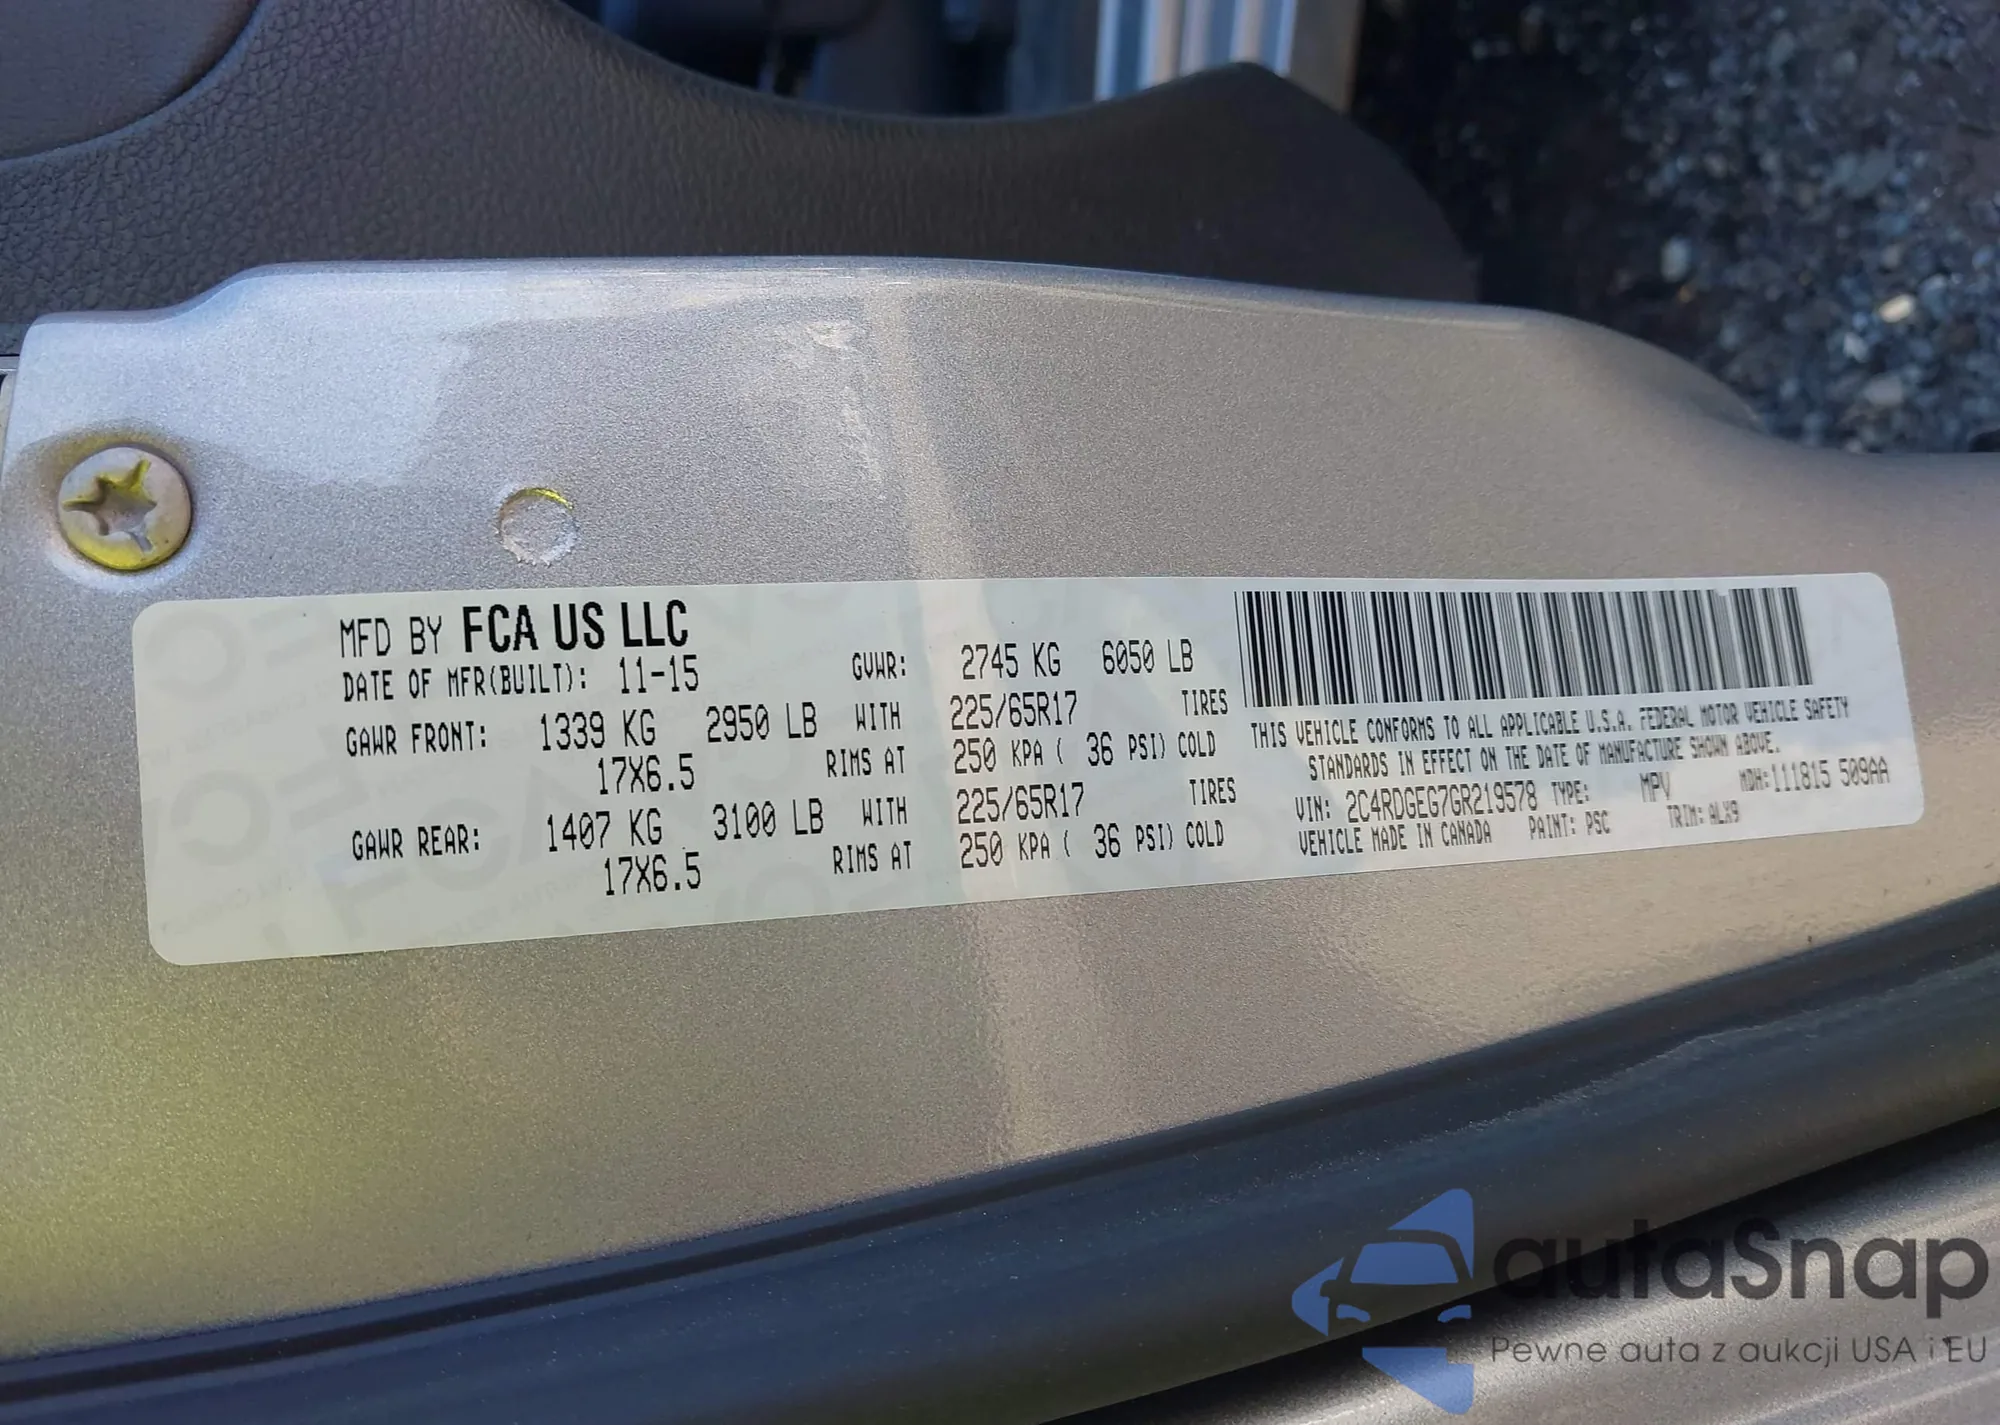 MFD BY FCA US LLC
DATE OF MFR(BUILT): 11-15 GVWR: 2745 KG 6050 LB
GAWR FRONT: 1339 KG 2950 LB WITH 225/65R17 TIRES
17X6.5 RIMS AT 250 KPA ( 36 PSI) COLD
GAWR REAR: 1407 KG 3100 LB WITH 225/65R17 TIRES
17X6.5 RIMS AT 250 KPA ( 36 PSI) COLD
THIS VEHICLE CONFORMS TO ALL APPLICABLE U.S.A. FEDERAL MOTOR VEHICLE SAFETY
STANDARDS IN EFFECT ON THE DATE OF MANUFACTURE SHOWN ABOVE.
VIN: 2C4RDGEG7GR219578 TYPE: MPV MDH:111815 509AA
VEHICLE MADE IN CANADA PAINT: PSC TRIM: ALX9
autaSnap
Pewne auta z aukcji USA i EU